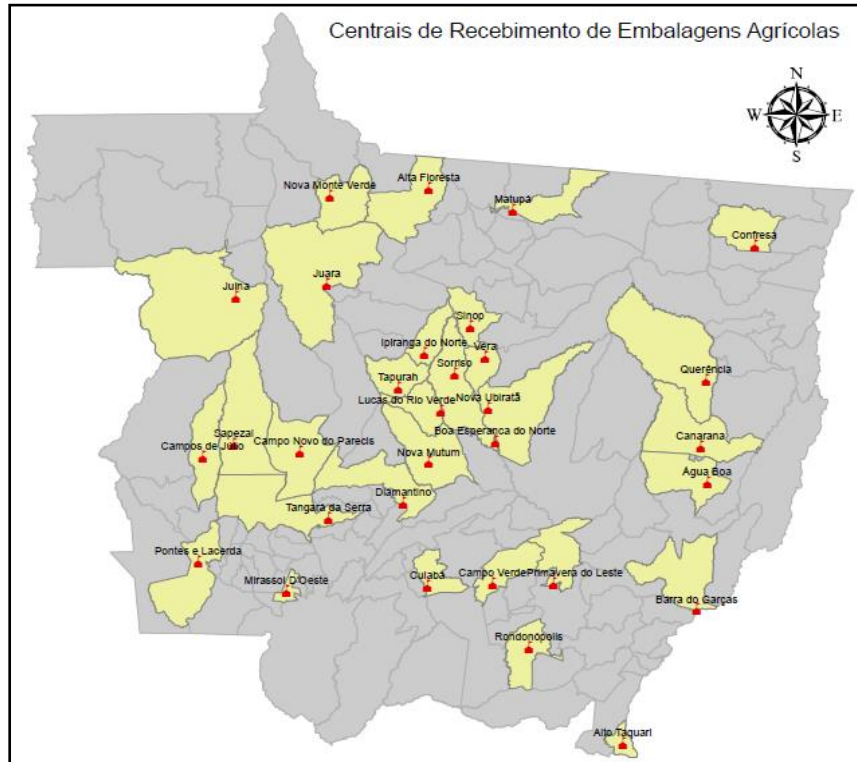 Centrais de Recebimento de Embalagens Agrícolas
N
W E
S
Alta Floresta
Nova Monte Verde
Matupá
Confresa
Juara
Juina
Sinop
Ipiranga do Norte
Vera
Sorriso
Querência
Tapurah
Lucas do Rio Verde
Nova Ubiratã
Boa Esperança do Norte
Sapezal
Campos de Júlio
Campo Novo do Parecis
Canarana
Nova Mutum
Água Boa
Diamantino
Tangará da Serra
Pontes e Lacerda
Mirassol D'Oeste
Cuiabá
Campo Verde
Primavera do Leste
Barra do Garças
Rondonópolis
Alto Taquari